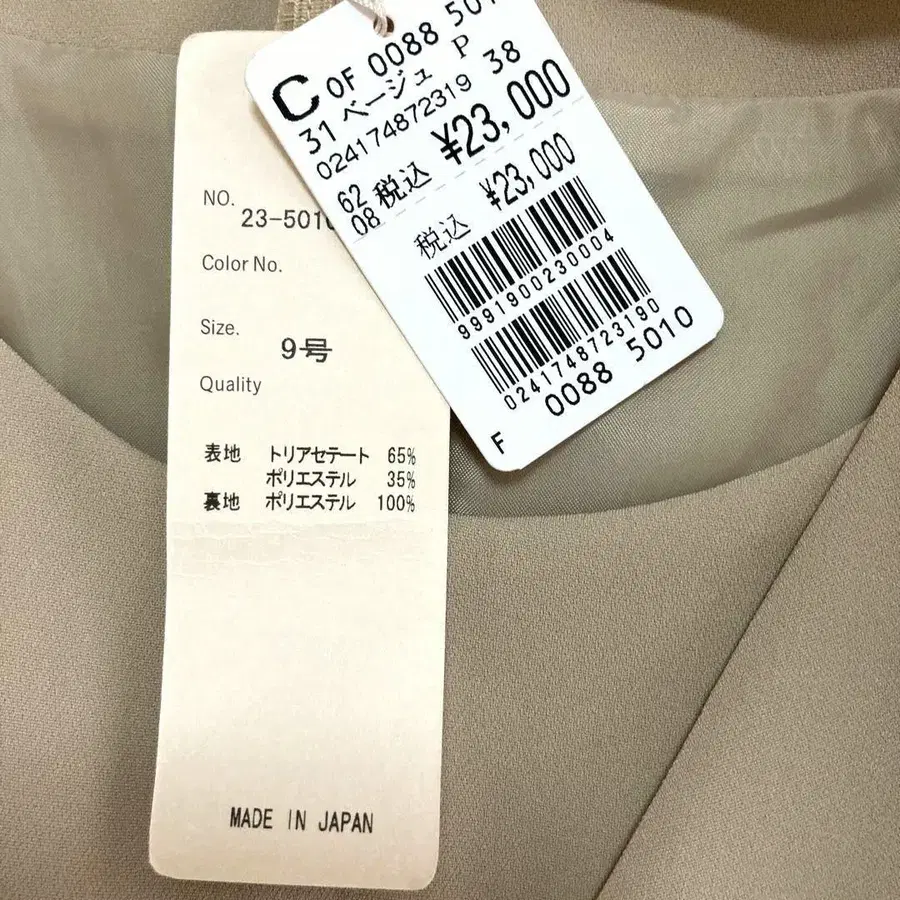 C OF 0088 501
31 ベージュ P 38
024174872319
62 税込 ¥23,000
08
税込 ¥23,000
9991900230004
0241748723190
F 0088 5010
NO. 23-5010
Color No.
Size. 9号
Quality
表地 トリアセテート 65%
ポリエステル 35%
裏地 ポリエステル 100%
MADE IN JAPAN